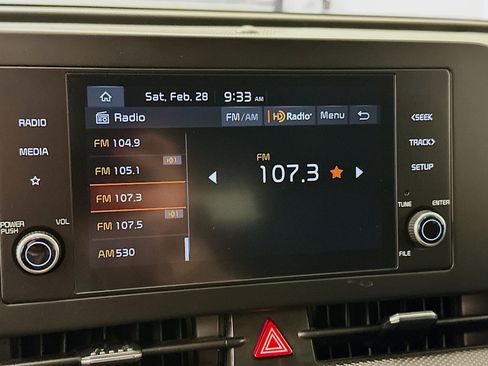 Sat, Feb. 28 9:33 AM
Radio FM/AM HD Radio Menu
RADIO
MEDIA
POWER PUSH VOL
FM 104.9
FM 105.1 HD1
FM 107.3
FM 107.5 HD1
AM 530
FM
107.3
<SEEK
TRACK>
SETUP
TUNE ENTER
FILE